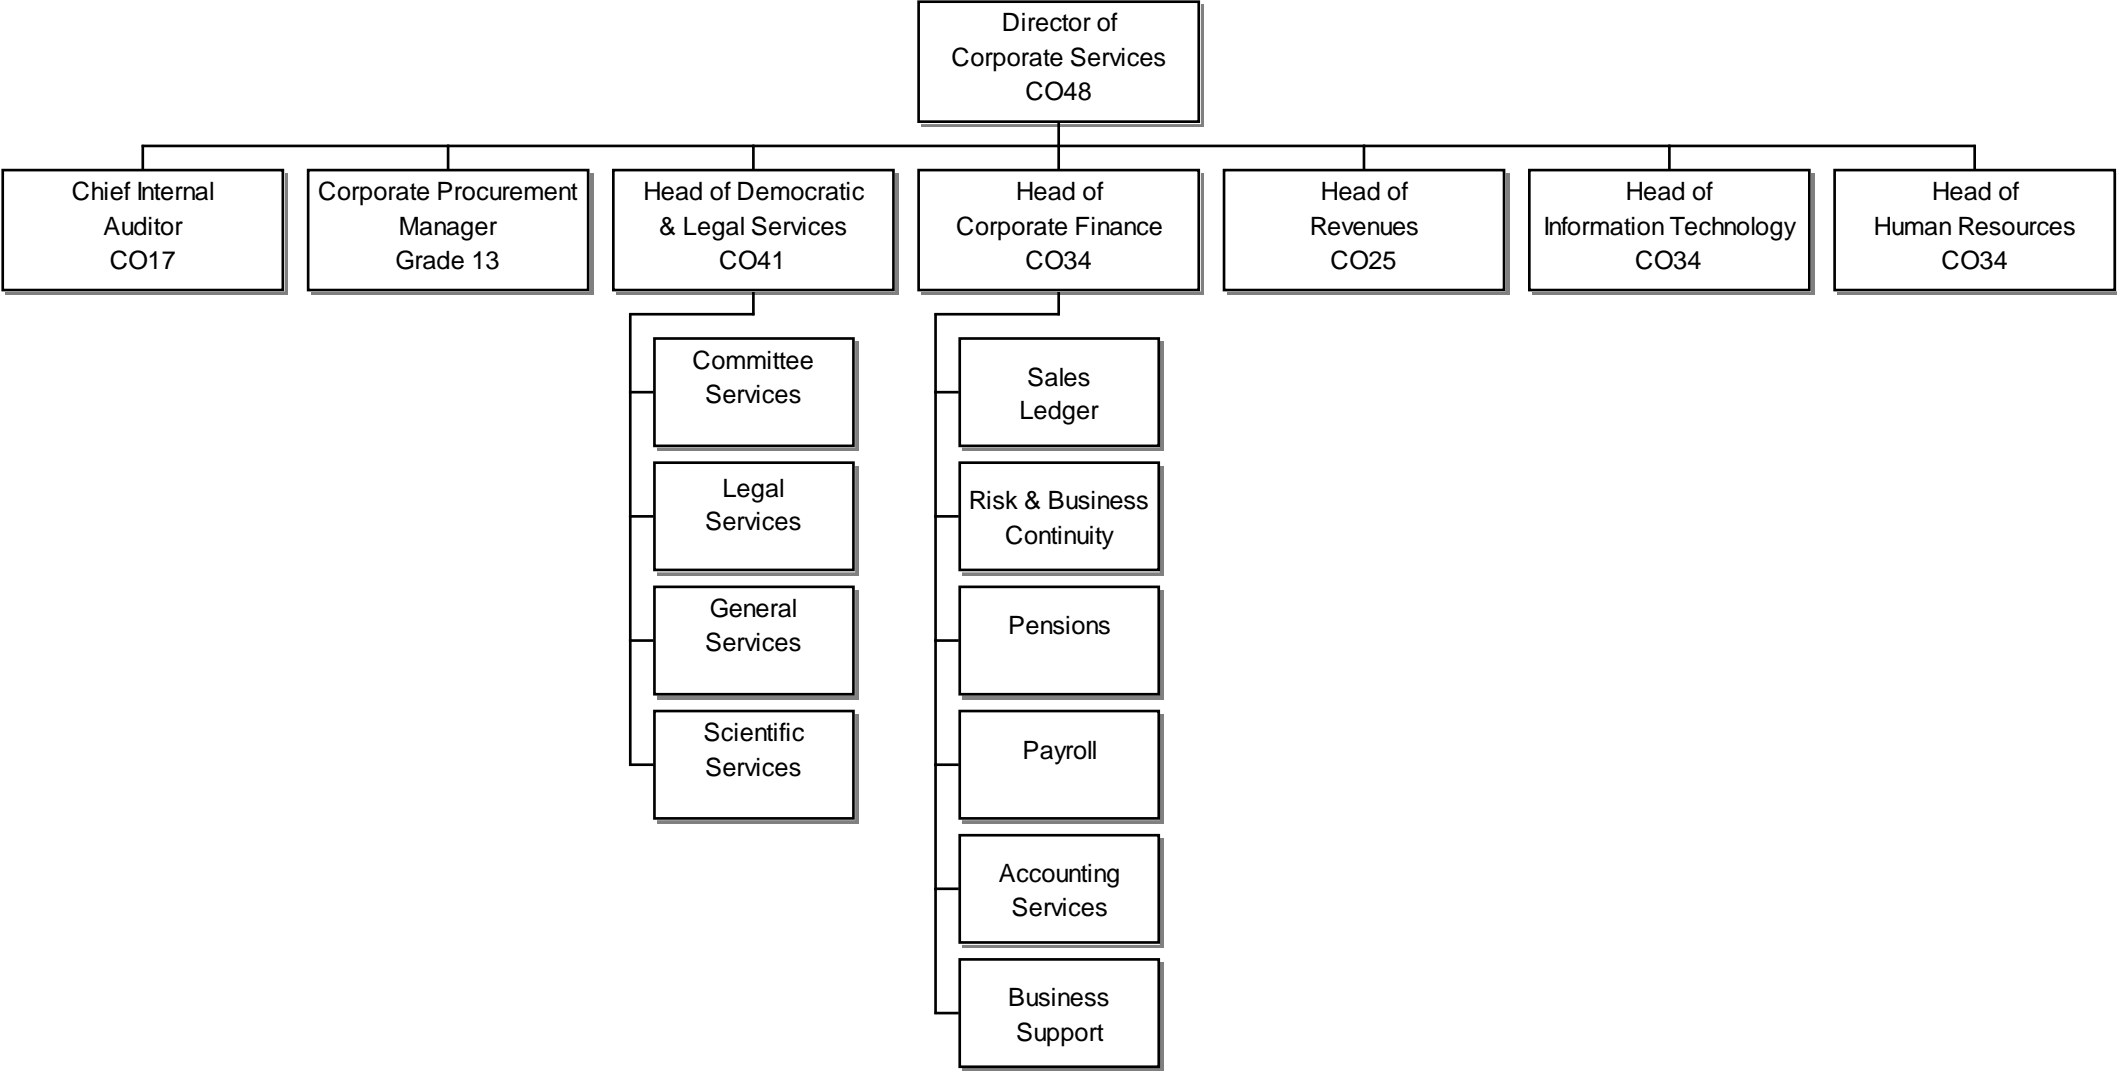 Director of
Corporate Services
CO48
Chief Internal
Auditor
CO17
Corporate Procurement
Manager
Grade 13
Head of Democratic
& Legal Services
CO41
Head of
Corporate Finance
CO34
Head of
Revenues
CO25
Head of
Information Technology
CO34
Head of
Human Resources
CO34
Committee
Services
Legal
Services
General
Services
Scientific
Services
Sales
Ledger
Risk & Business
Continuity
Pensions
Payroll
Accounting
Services
Business
Support